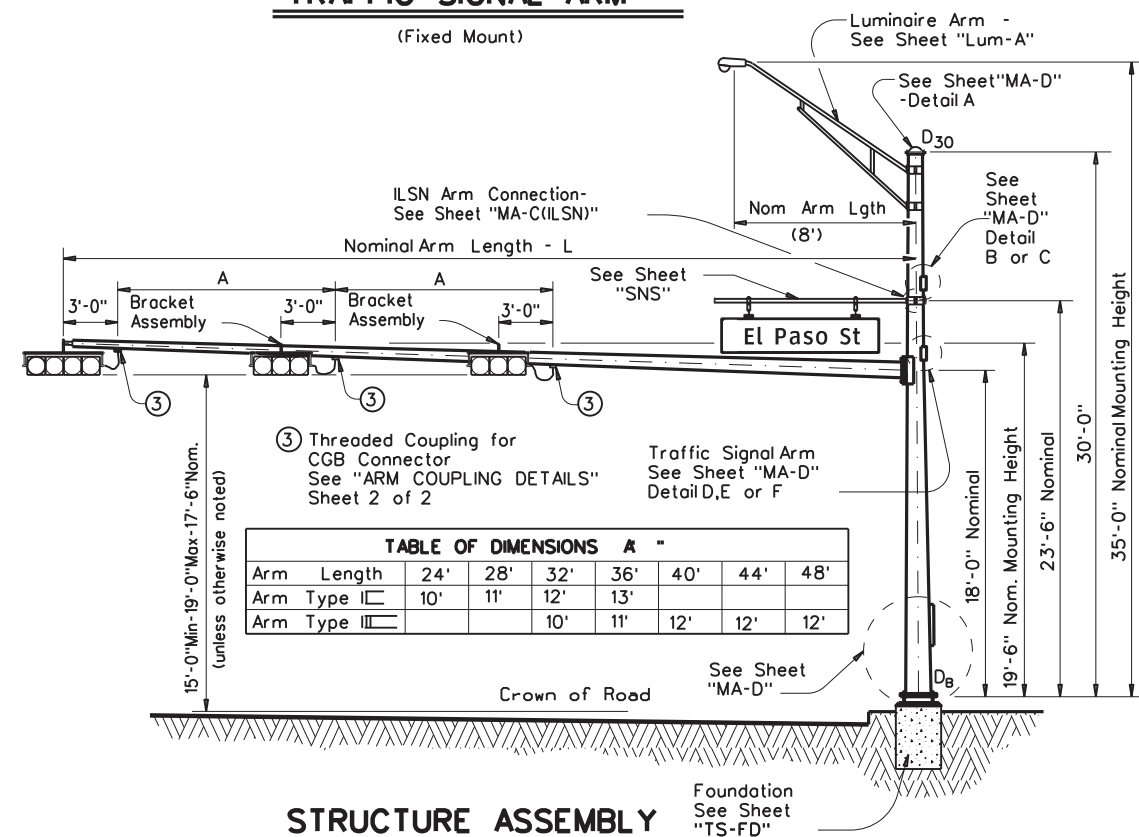 TRAFFIC SIGNAL ARM
(Fixed Mount)
Luminaire Arm -
See Sheet "Lum-A"
See Sheet"MA-D"
-Detail A
D30
See
Sheet
"MA-D"
Detail
B or C
ILSN Arm Connection-
See Sheet "MA-C(ILSN)"
Nom Arm Lgth
(8')
Nominal Arm Length - L
See Sheet
"SNS"
A
A
3'-0"
Bracket
Assembly
3'-0"
Bracket
Assembly
3'-0"
El Paso St
3
3
3
3 Threaded Coupling for
CGB Connector
See "ARM COUPLING DETAILS"
Sheet 2 of 2
Traffic Signal Arm
See Sheet "MA-D"
Detail D,E or F
15'-0"Min-19'-0"Max-17'-6"Nom.
(unless otherwise noted)
TABLE OF DIMENSIONS A "
Arm Length 24' 28' 32' 36' 40' 44' 48'
Arm Type I 10' 11' 12' 13'
Arm Type II 10' 11' 12' 12' 12'
18'-0" Nominal
19'-6" Nom. Mounting Height
23'-6" Nominal
30'-0"
35'-0" Nominal Mounting Height
See Sheet
"MA-D"
DB
Crown of Road
Foundation
See Sheet
"TS-FD"
STRUCTURE ASSEMBLY